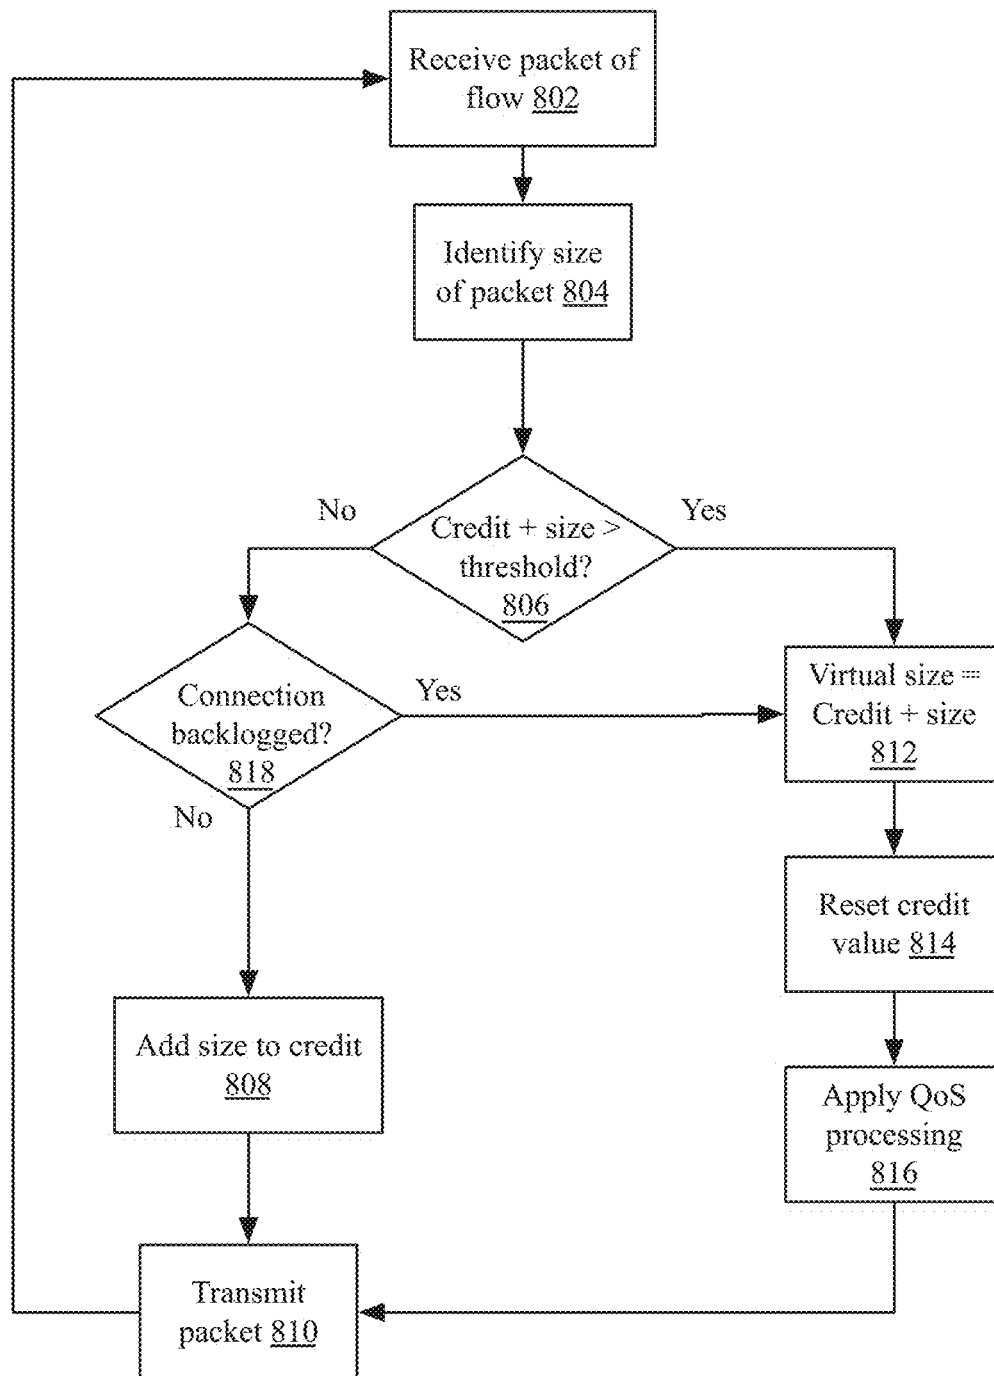 Receive packet of
flow 802
Identify size
of packet 804
No
Yes
Credit + size >
threshold?
806
Connection
backlogged?
818
Yes
No
Virtual size =
Credit + size
812
Reset credit
value 814
Add size to credit
808
Apply QoS
processing
816
Transmit
packet 810